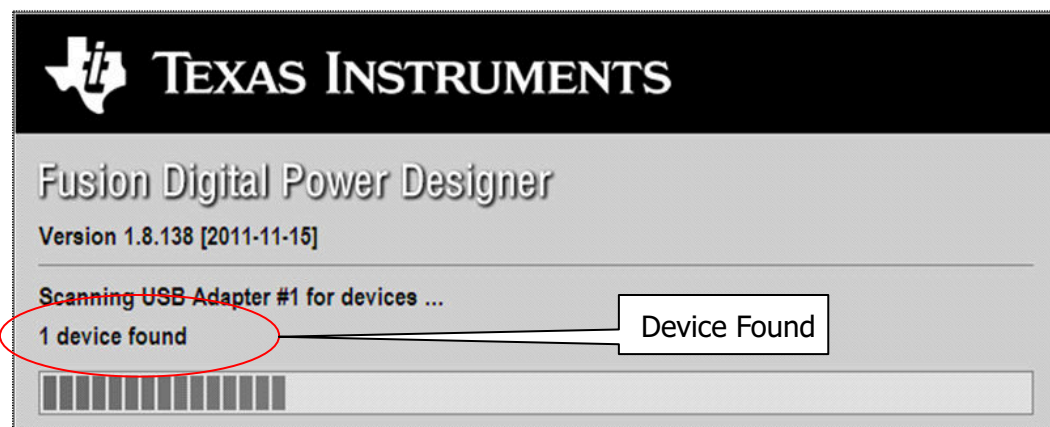 TEXAS INSTRUMENTS
Fusion Digital Power Designer
Version 1.8.138 [2011-11-15]
Scanning USB Adapter #1 for devices ...
1 device found
Device Found